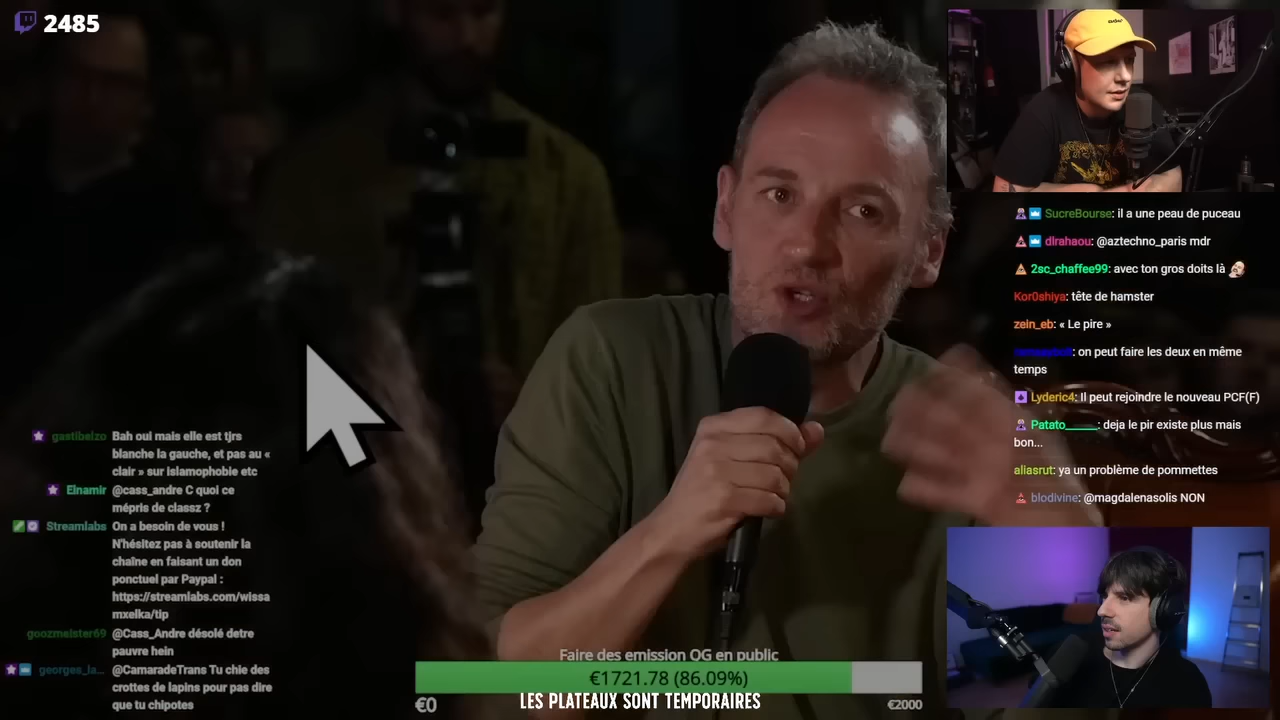 2485
gastibelzo Bah oui mais elle est tjrs
blanche la gauche, et pas au «
clair » sur islamophobie etc
Elnamir @cass_andre C quoi ce
mépris de classz ?
Streamlabs On a besoin de vous !
N'hésitez pas à soutenir la
chaîne en faisant un don
ponctuel par Paypal :
https://streamlabs.com/wissa
mxelka/tip
goozmeister69 @Cass_Andre désolé detre
pauvre hein
georges_la... @CamaradeTrans Tu chie des
crottes de lapins pour pas dire
que tu chipotes
Faire des emission OG en public
€1721.78 (86.09%)
€0
€2000
LES PLATEAUX SONT TEMPORAIRES
SucreBourse: il a une peau de puceau
dlrahaou: @aztechno_paris mdr
2sc_chaffee99: avec ton gros doits là
Kor0shiya: tête de hamster
zein_eb: « Le pire »
: on peut faire les deux en même
temps
Lyderic4: Il peut rejoindre le nouveau PCF(F)
Patato_____: deja le pir existe plus mais
bon...
aliasrut: ya un problème de pommettes
blodivine: @magdalenasolis NON